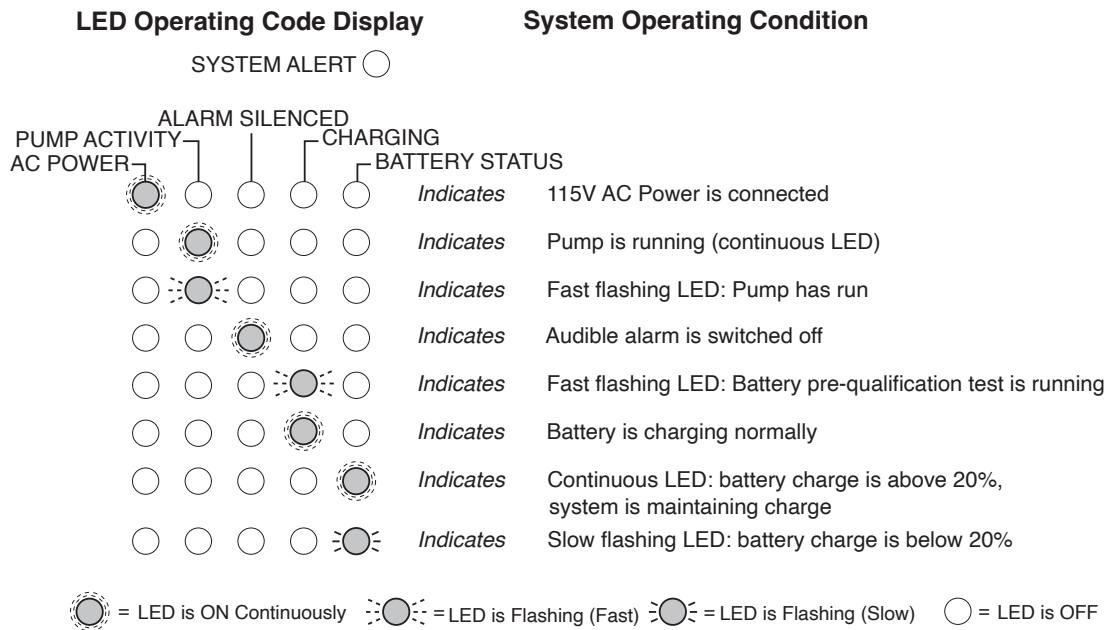 LED Operating Code Display
System Operating Condition
SYSTEM ALERT
ALARM SILENCED
PUMP ACTIVITY
CHARGING
AC POWER
BATTERY STATUS
Indicates 115V AC Power is connected
Indicates Pump is running (continuous LED)
Indicates Fast flashing LED: Pump has run
Indicates Audible alarm is switched off
Indicates Fast flashing LED: Battery pre-qualification test is running
Indicates Battery is charging normally
Indicates Continuous LED: battery charge is above 20%,
system is maintaining charge
Indicates Slow flashing LED: battery charge is below 20%
= LED is ON Continuously = LED is Flashing (Fast) = LED is Flashing (Slow) = LED is OFF